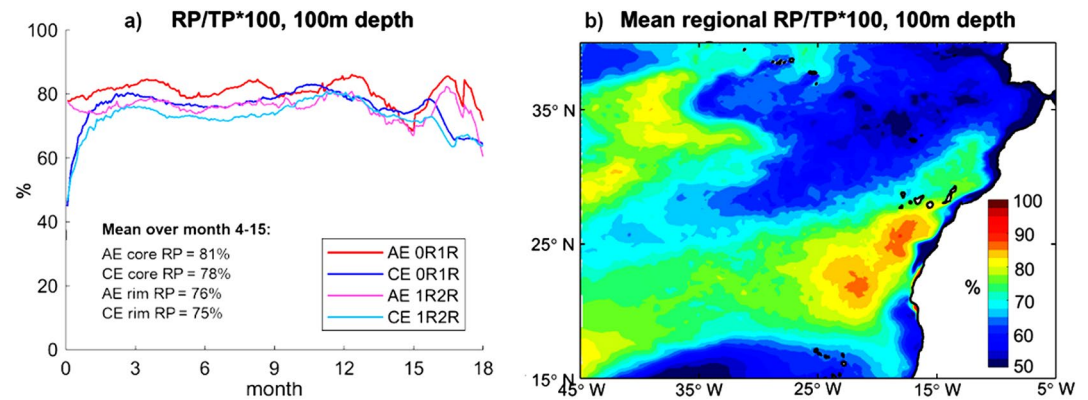 a) RP/TP*100, 100m depth
100
80
60
40
20
0
%
0 3 6 9 12 15 18
month
Mean over month 4-15:
AE core RP = 81%
CE core RP = 78%
AE rim RP = 76%
CE rim RP = 75%
AE 0R1R
CE 0R1R
AE 1R2R
CE 1R2R
b) Mean regional RP/TP*100, 100m depth
35° N
25° N
15° N
45° W 35° W 25° W 15° W 5° W
%
100
90
80
70
60
50